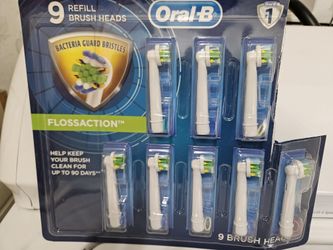 9 REFILL
BRUSH HEADS
Oral-B
#1
BACTERIA GUARD BRISTLES
FLOSSACTION™
HELP KEEP
YOUR BRUSH
CLEAN FOR
UP TO 90 DAYS**
9 BRUSH HEADS